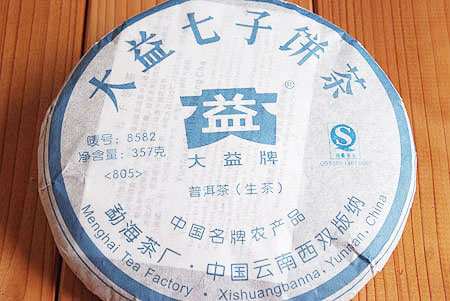 大益七子饼茶
益
®
唛号: 8582
净含量: 357克
<805>
大益牌
普洱茶(生茶)
中国名牌农产品
勐海茶厂·中国云南西双版纳
Menghai Tea Factory · Xishuangbanna, Yunnan, China